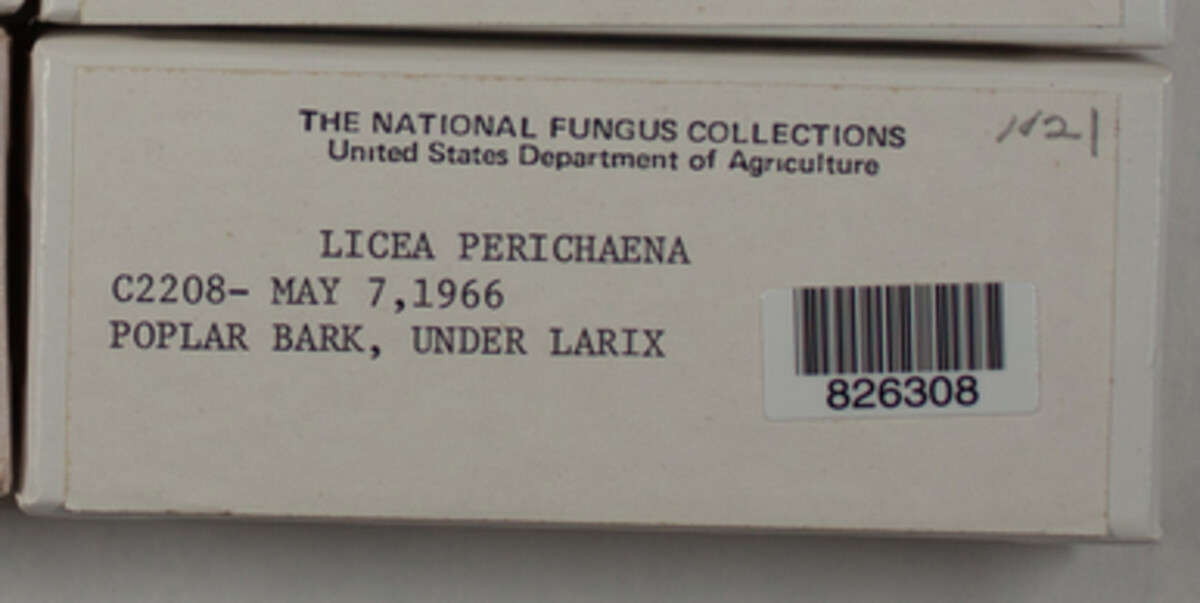 THE NATIONAL FUNGUS COLLECTIONS
United States Department of Agriculture
LICEA PERICHAENA
C2208- MAY 7,1966
POPLAR BARK, UNDER LARIX
826308